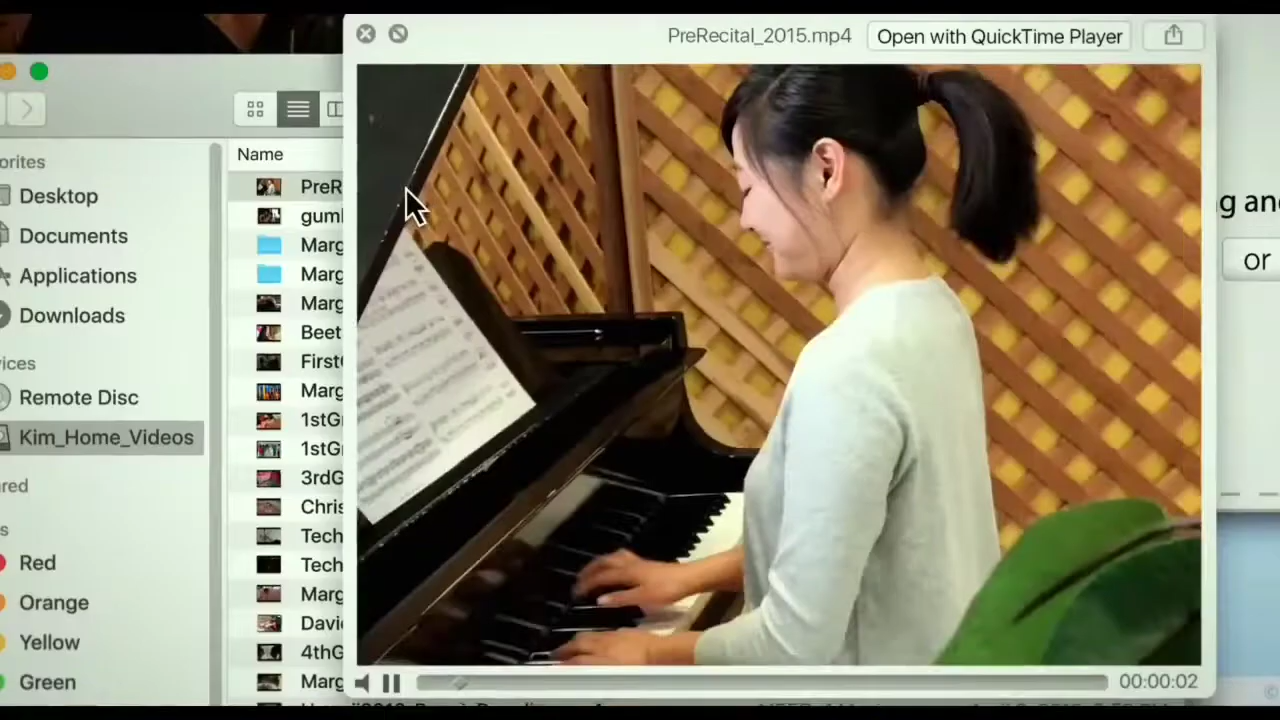 PreRecital_2015.mp4
Open with QuickTime Player
orites
Desktop
Documents
Applications
Downloads
vices
Remote Disc
Kim_Home_Videos
ared
s
Red
Orange
Yellow
Green
Name
PreR
guml
Marg
Marg
Marg
Beet
First
Marg
1stGr
1stGr
3rdG
Chris
Tech
Tech
Marg
Davi
4thG
Marg
g and
or
00:00:02